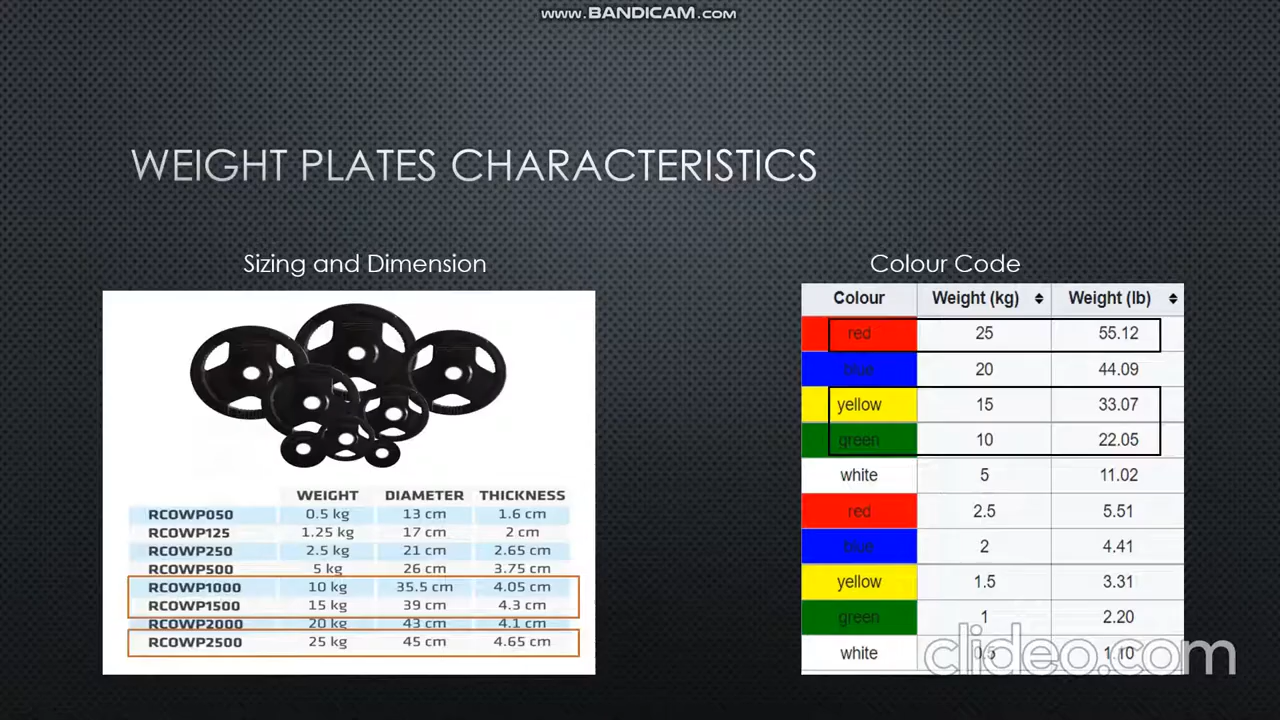 www.BANDICAM.com
WEIGHT PLATES CHARACTERISTICS
Sizing and Dimension
WEIGHT DIAMETER THICKNESS
RCOWP050 0.5 kg 13 cm 1.6 cm
RCOWP125 1.25 kg 17 cm 2 cm
RCOWP250 2.5 kg 21 cm 2.65 cm
RCOWP500 5 kg 26 cm 3.75 cm
RCOWP1000 10 kg 35.5 cm 4.05 cm
RCOWP1500 15 kg 39 cm 4.3 cm
RCOWP2000 20 kg 43 cm 4.1 cm
RCOWP2500 25 kg 45 cm 4.65 cm
Colour Code
Colour Weight (kg) Weight (lb)
red 25 55.12
blue 20 44.09
yellow 15 33.07
green 10 22.05
white 5 11.02
red 2.5 5.51
blue 2 4.41
yellow 1.5 3.31
green 1 2.20
white 0.5 1.10
clideo.com